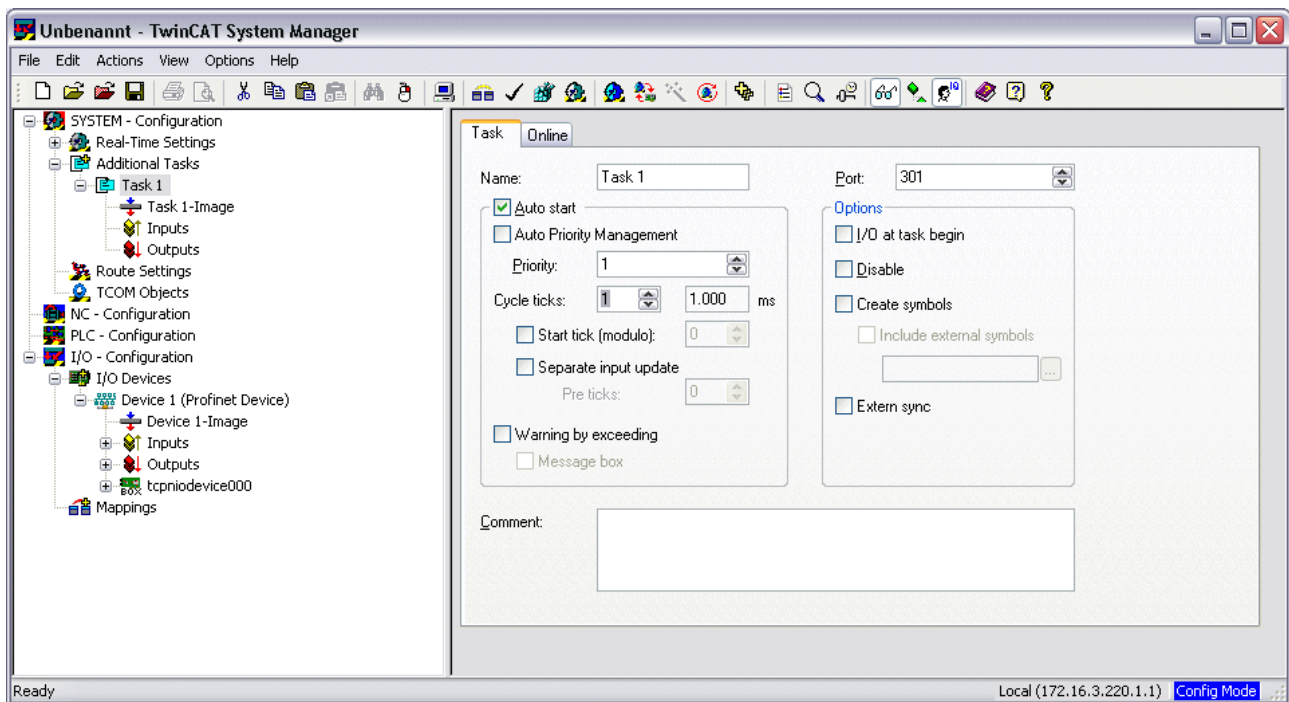 Unbenannt - TwinCAT System Manager
File Edit Actions View Options Help
SYSTEM - Configuration
Real-Time Settings
Additional Tasks
Task 1
Task 1-Image
Inputs
Outputs
Route Settings
TCOM Objects
NC - Configuration
PLC - Configuration
I/O - Configuration
I/O Devices
Device 1 (Profinet Device)
Device 1-Image
Inputs
Outputs
BOX tcpniodevice000
Mappings
Task Online
Name: Task 1 Port: 301
Auto start
Auto Priority Management
Priority: 1
Cycle ticks: 1 1.000 ms
Start tick (modulo): 0
Separate input update
Pre ticks: 0
Warning by exceeding
Message box
Options
I/O at task begin
Disable
Create symbols
Include external symbols
...
Extern sync
Comment:
Ready Local (172.16.3.220.1.1) Config Mode